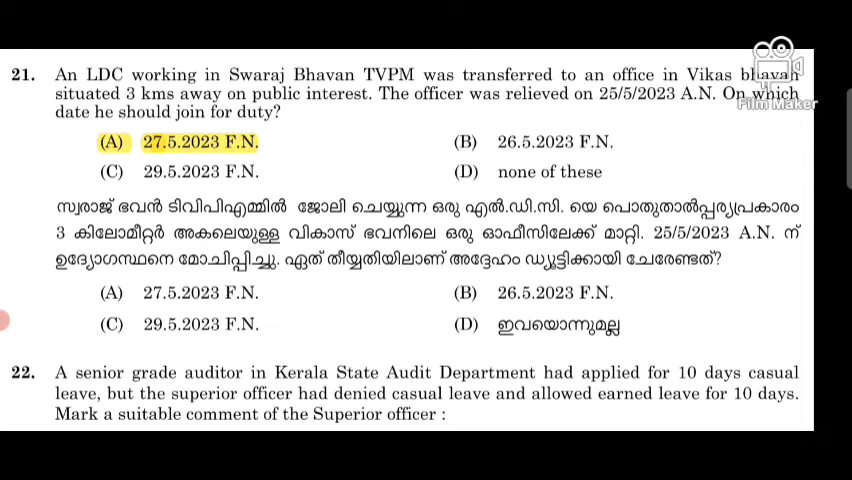 21. An LDC working in Swaraj Bhavan TVPM was transferred to an office in Vikas bhavan
situated 3 kms away on public interest. The officer was relieved on 25/5/2023 A.N. On which
date he should join for duty?
(A) 27.5.2023 F.N. (B) 26.5.2023 F.N.
(C) 29.5.2023 F.N. (D) none of these
സ്വരാജ് ഭവൻ ടിവിപിഎമ്മിൽ ജോലി ചെയ്യുന്ന ഒരു എൽ.ഡി.സി. യെ പൊതുതാൽപ്പര്യപ്രകാരം
3 കിലോമീറ്റർ അകലെയുള്ള വികാസ് ഭവനിലെ ഒരു ഓഫീസിലേക്ക് മാറ്റി. 25/5/2023 A.N. ന്
ഉദ്യോഗസ്ഥനെ മോചിപ്പിച്ചു. ഏത് തീയ്യതിയിലാണ് അദ്ദേഹം ഡ്യൂട്ടിക്കായി ചേരേണ്ടത്?
(A) 27.5.2023 F.N. (B) 26.5.2023 F.N.
(C) 29.5.2023 F.N. (D) ഇവയൊന്നുമല്ല
22. A senior grade auditor in Kerala State Audit Department had applied for 10 days casual
leave, but the superior officer had denied casual leave and allowed earned leave for 10 days.
Mark a suitable comment of the Superior officer :
Film Maker